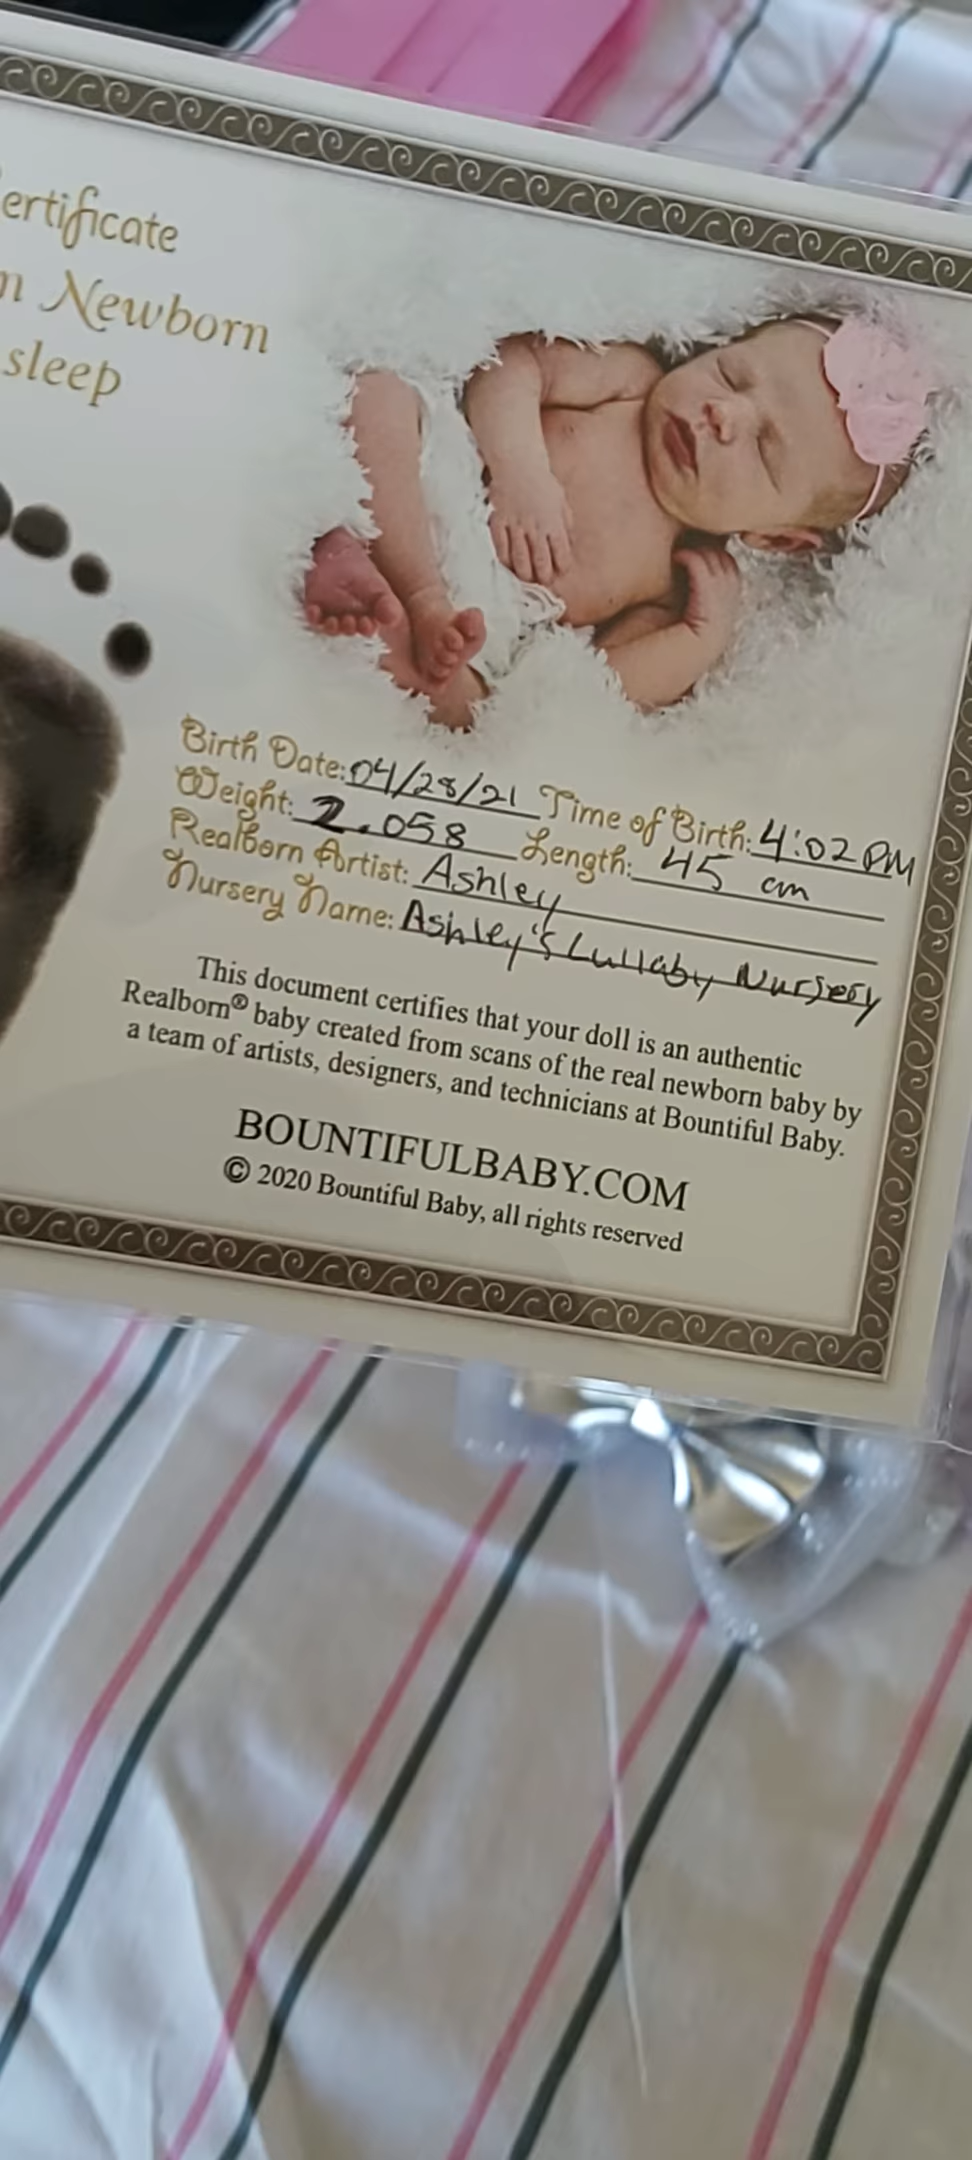 ertificate
n Newborn
sleep
Birth Date: 04/28/21 Time of Birth: 4:02 PM
Weight: 2.058 Length: 45 cm
Realborn Artist: Ashley
Nursery Name: Ashley's Lullaby Nursery
This document certifies that your doll is an authentic
Realborn® baby created from scans of the real newborn baby by
a team of artists, designers, and technicians at Bountiful Baby.
BOUNTIFULBABY.COM
© 2020 Bountiful Baby, all rights reserved